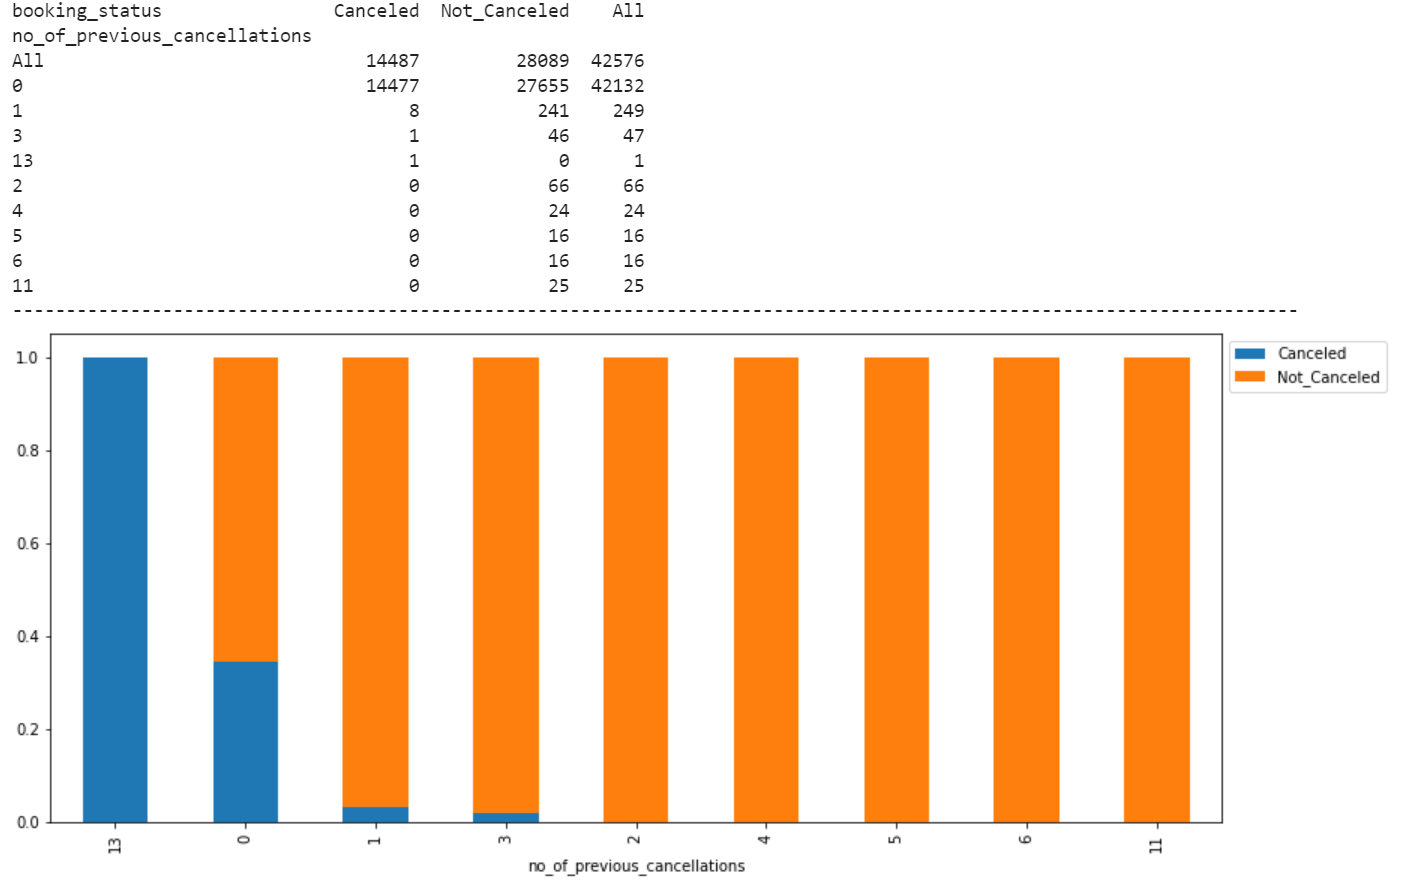 booking_status Canceled Not_Canceled All
no_of_previous_cancellations
All 14487 28089 42576
0 14477 27655 42132
1 8 241 249
3 1 46 47
13 1 0 1
2 0 66 66
4 0 24 24
5 0 16 16
6 0 16 16
11 0 25 25
------------------------------------------------------------------------------------------------------------------------
Canceled
Not_Canceled
1.0
0.8
0.6
0.4
0.2
0.0
13 0 1 3 2 4 5 6 11
no_of_previous_cancellations